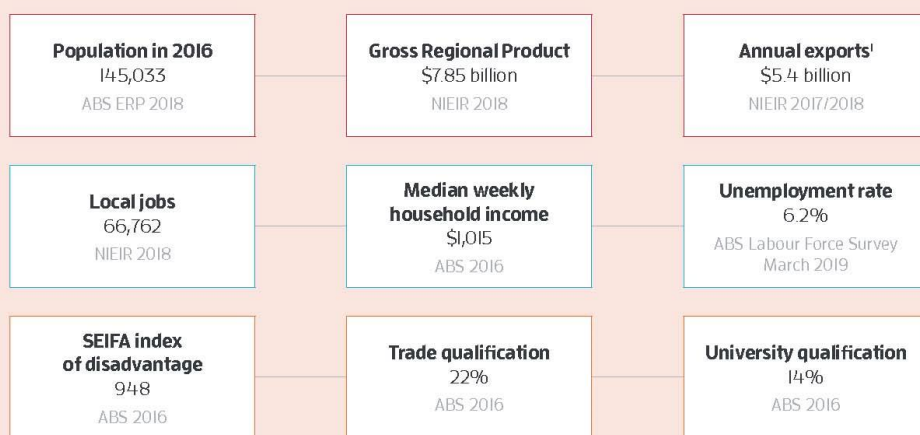 Population in 2016
145,033
ABS ERP 2018
Gross Regional Product
$7.85 billion
NIEIR 2018
Annual exports¹
$5.4 billion
NIEIR 2017/2018
Local jobs
66,762
NIEIR 2018
Median weekly
household income
$1,015
ABS 2016
Unemployment rate
6.2%
ABS Labour Force Survey
March 2019
SEIFA index
of disadvantage
948
ABS 2016
Trade qualification
22%
ABS 2016
University qualification
14%
ABS 2016